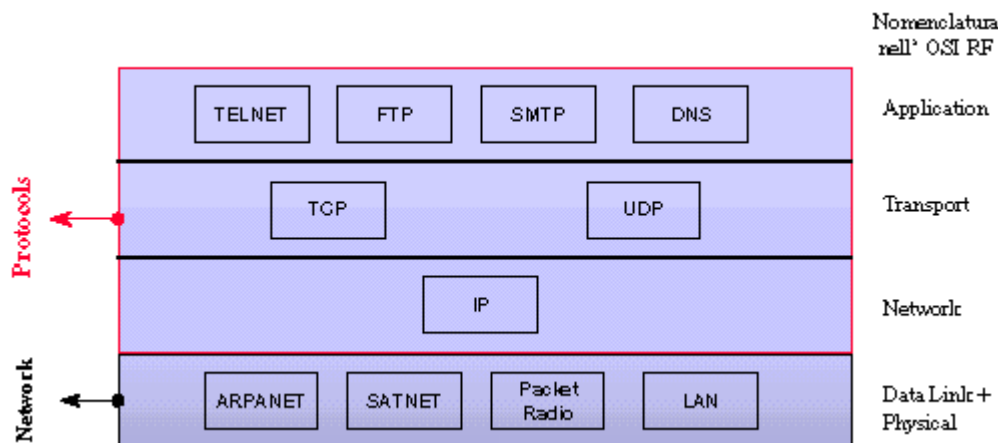 Nomenclatura
nell' OSI RF
TELNET
FTP
SMTP
DNS
Application
Protocols
TCP
UDP
Transport
IP
Network
Network
ARPANET
SATNET
Packet
Radio
LAN
Data Link +
Physical